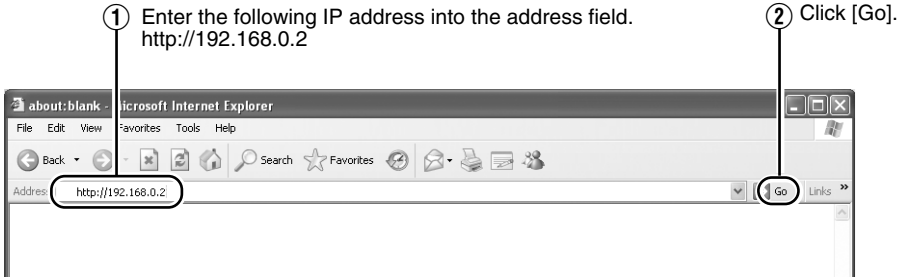 ① Enter the following IP address into the address field.
http://192.168.0.2
② Click [Go].
about:blank - Microsoft Internet Explorer
File Edit View Favorites Tools Help
Back Search Favorites
Address http://192.168.0.2 Go Links »